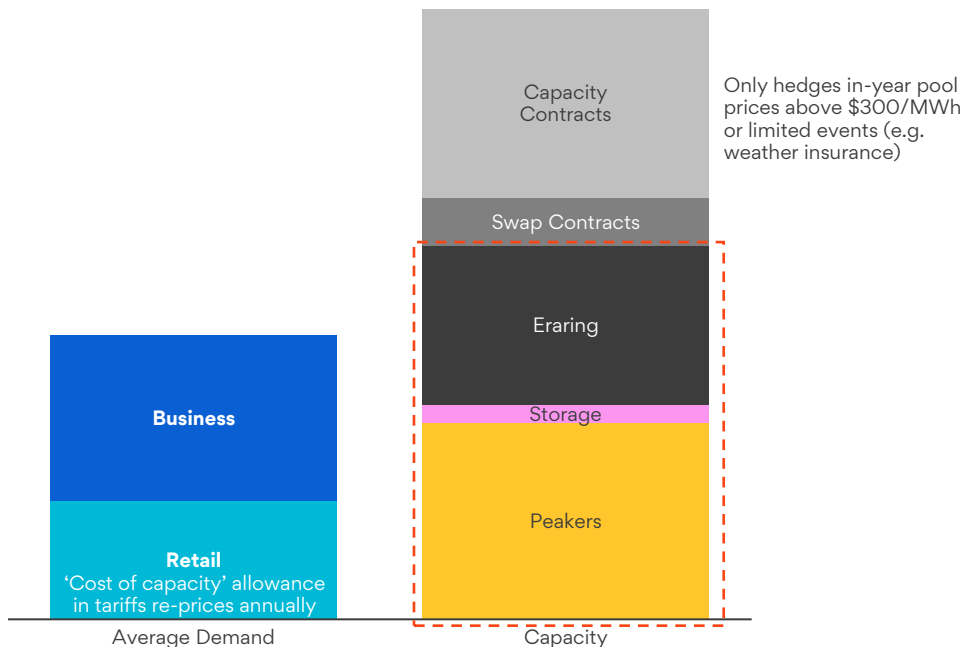 Capacity
Contracts
Only hedges in-year pool
prices above $300/MWh
or limited events (e.g.
weather insurance)
Swap Contracts
Eraring
Storage
Peakers
Business
Retail
‘Cost of capacity’ allowance
in tariffs re-prices annually
Average Demand
Capacity